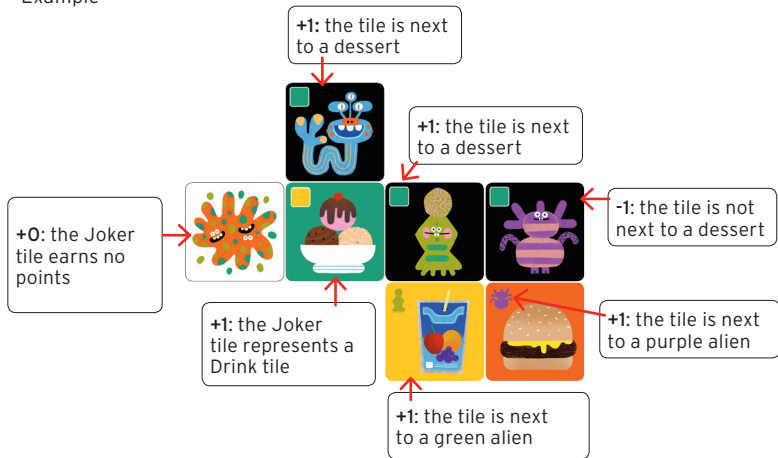 Example
+1: the tile is next
to a dessert
+1: the tile is next
to a dessert
+0: the Joker
tile earns no
points
-1: the tile is not
next to a dessert
+1: the Joker
tile represents a
Drink tile
+1: the tile is next
to a purple alien
+1: the tile is next
to a green alien